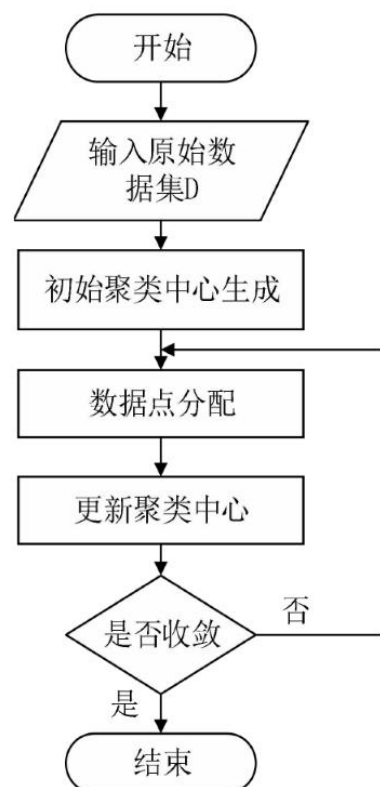 开始
输入原始数
据集D
初始聚类中心生成
数据点分配
更新聚类中心
是否收敛
否
是
结束